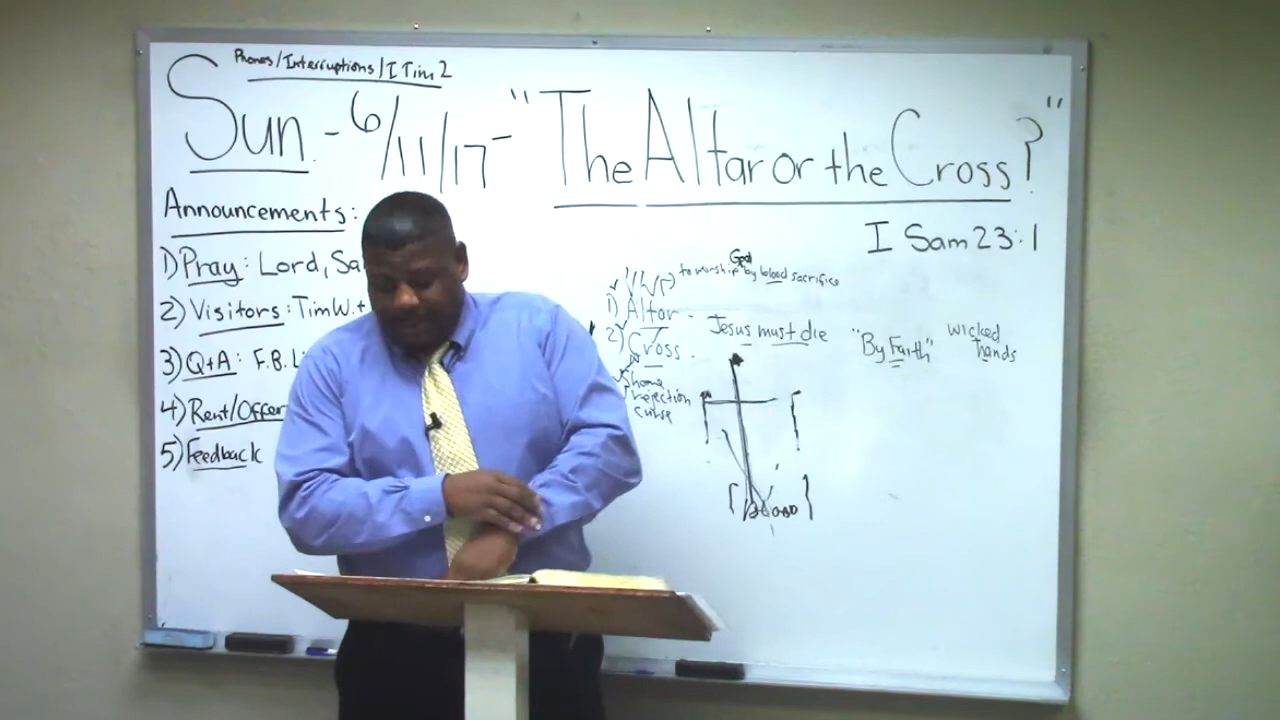 Phones/Interruptions/I Tim 2
Sun. - 6/11/17 - "The Altar or the Cross?"
I Sam 23:1
Announcements:
1) Pray: Lord, Sa
2) Visitors: Tim W. +
3) Q+A: F.B. L
4) Rent/Offer
5) Feedback
to worship God by blood sacrifice
1) Altar -
2) Cross - Jesus must die "By Faith" wicked hands
shame
rejection
curse